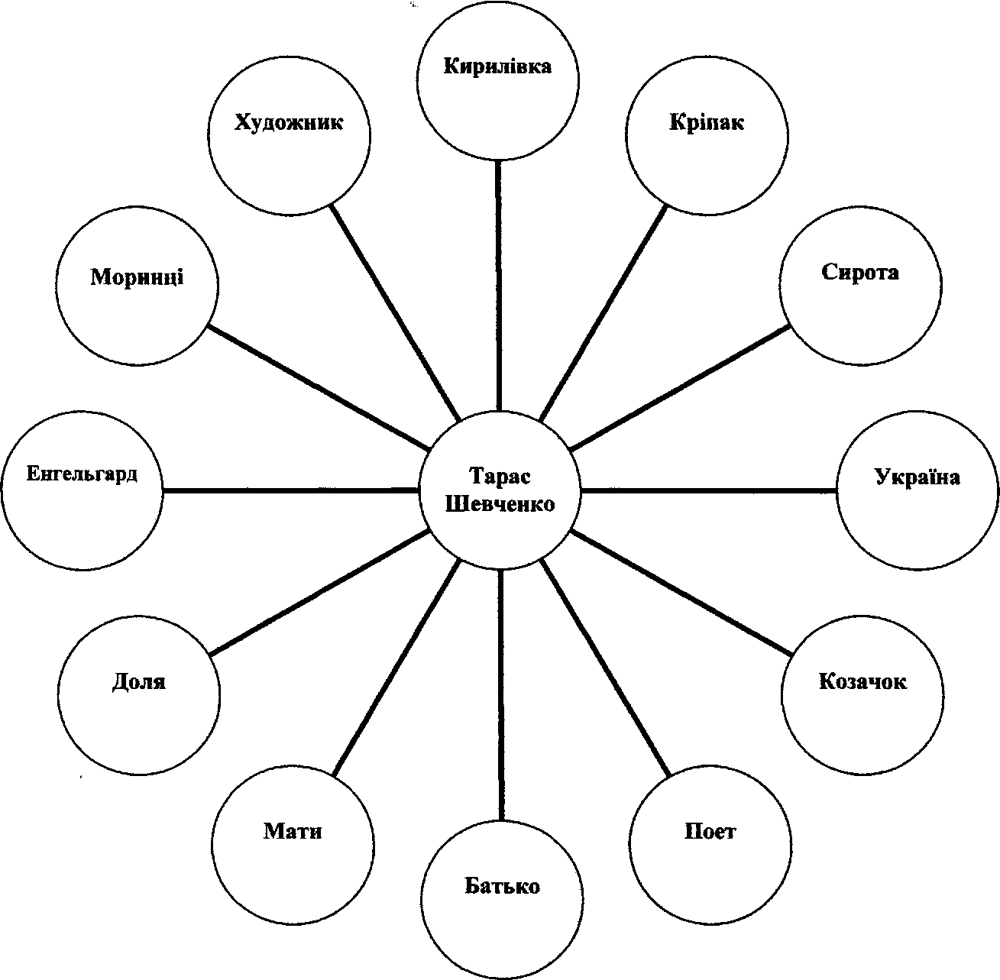 Кирилівка
Художник
Кріпак
Моринці
Сирота
Енгельгард
Тарас
Шевченко
Україна
Доля
Козачок
Мати
Поет
Батько